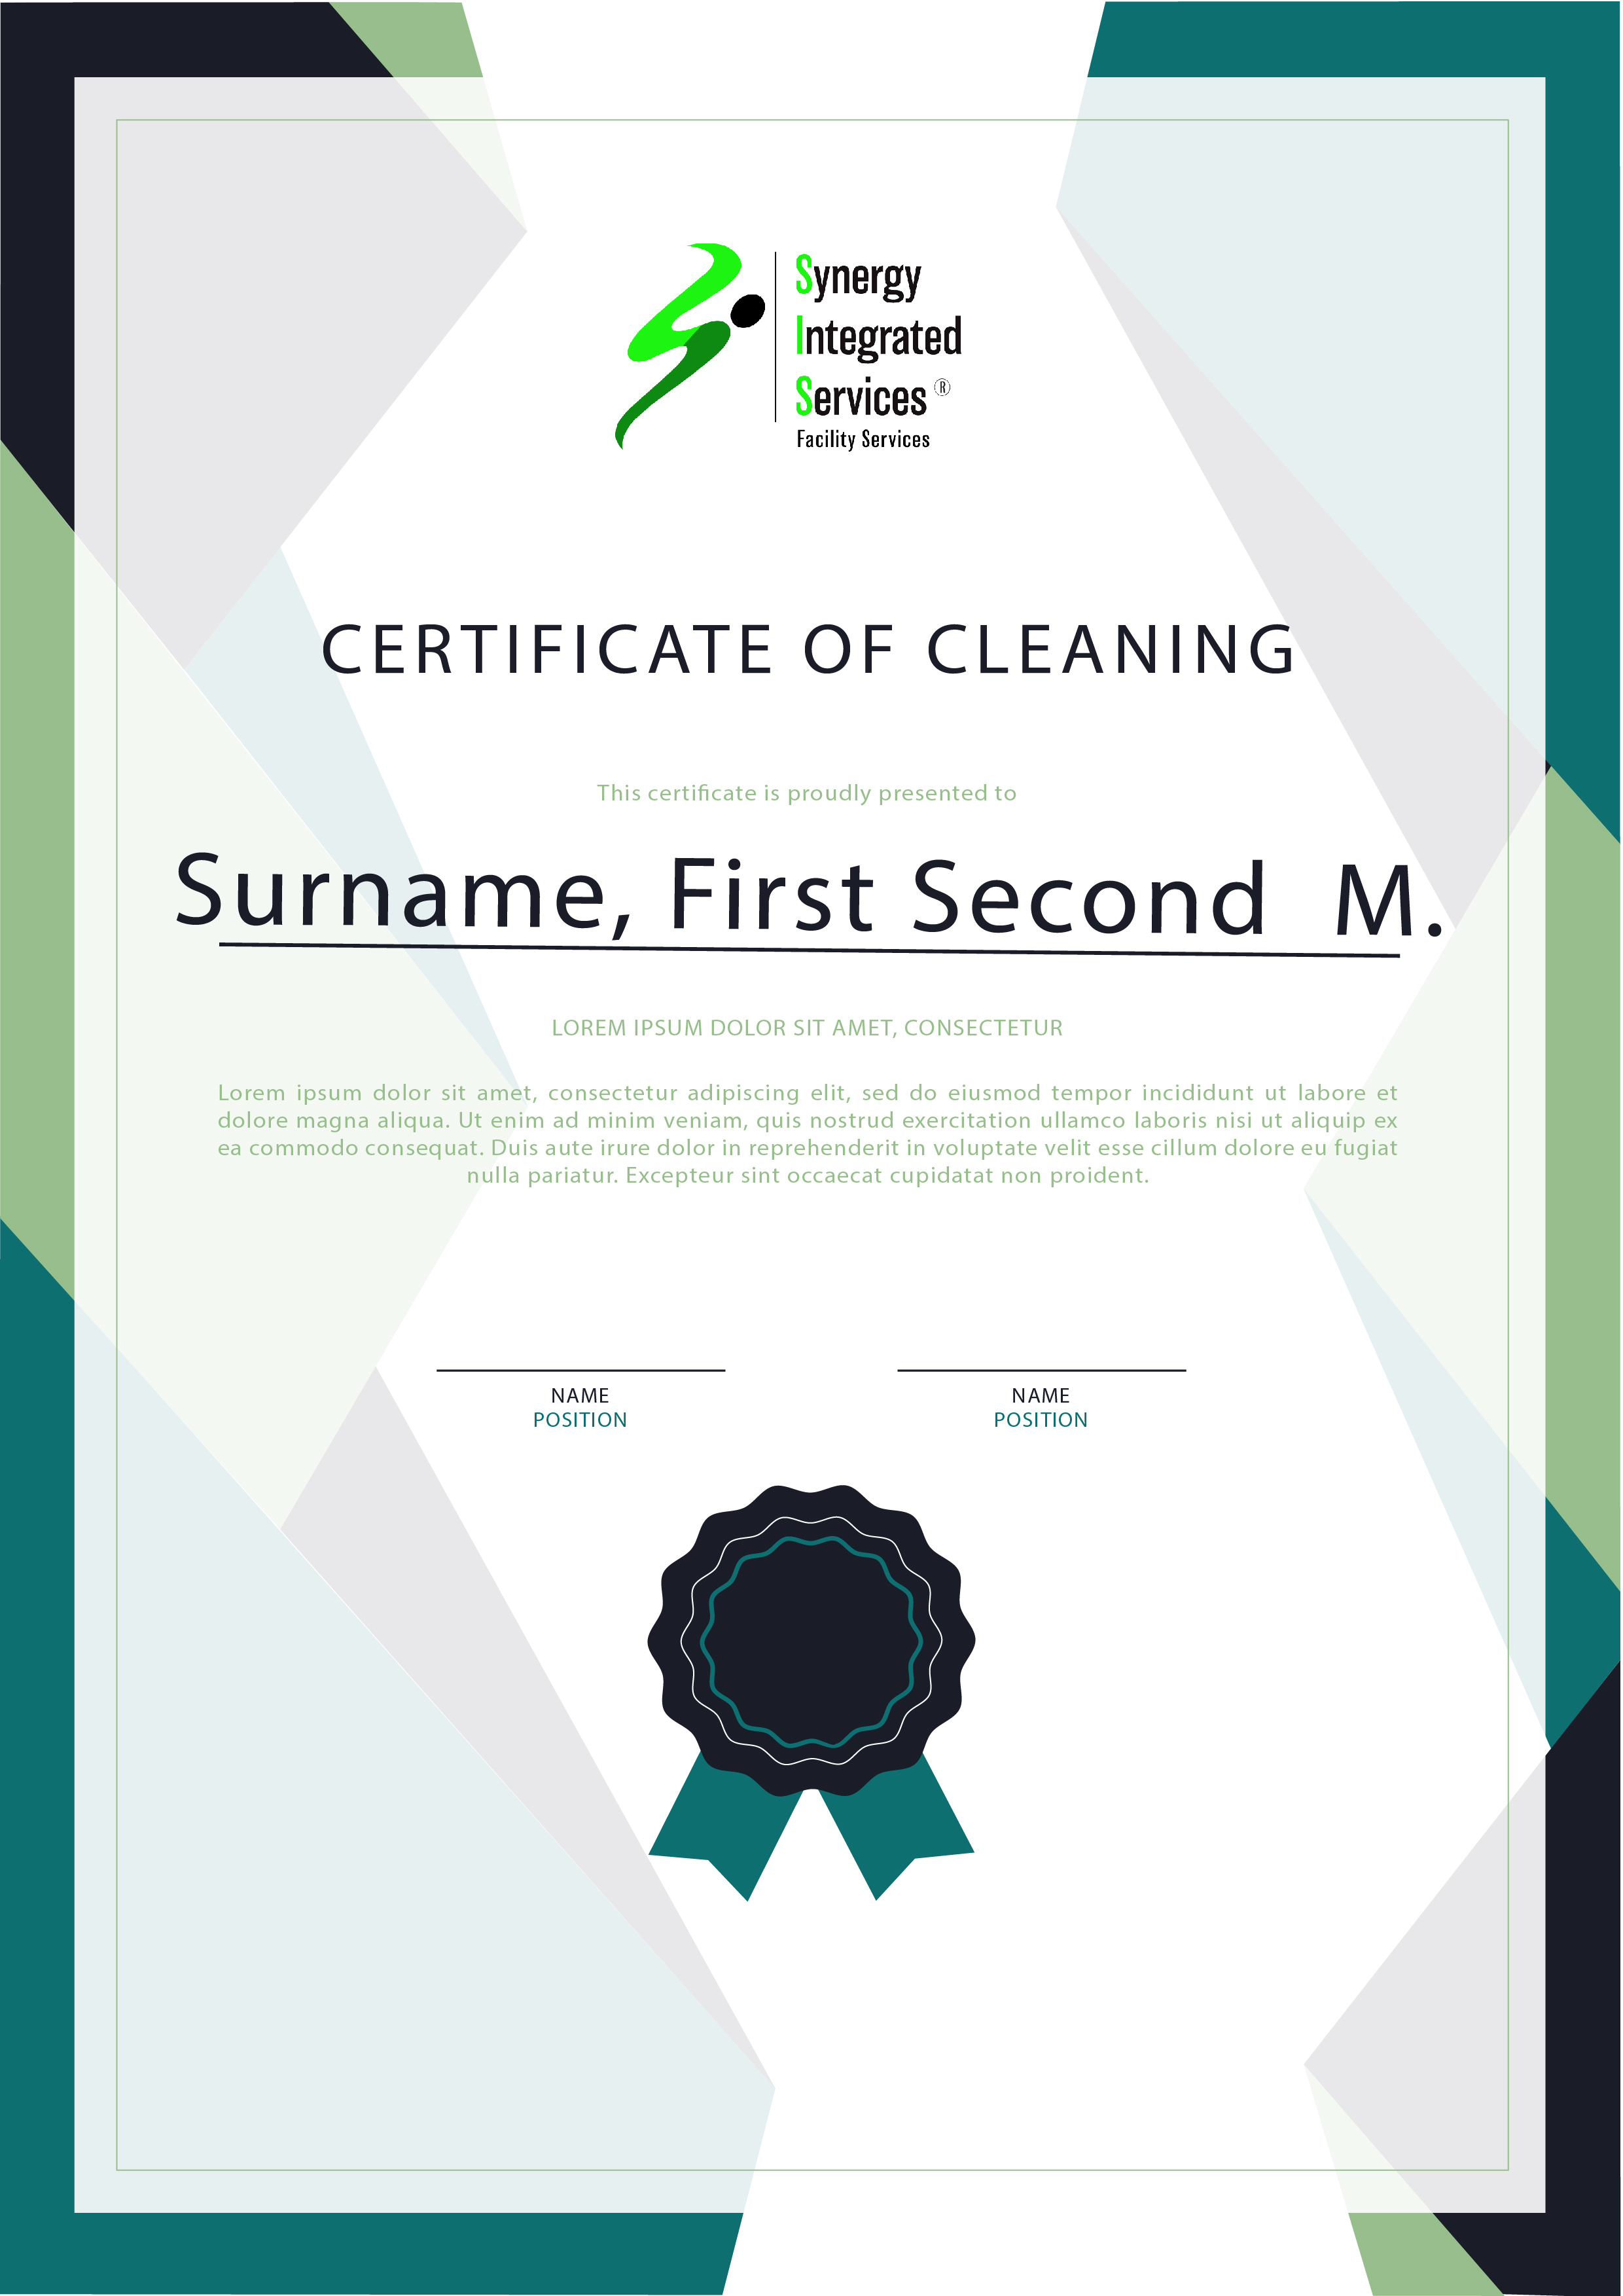 Synergy
Integrated
Services ®
Facility Services
CERTIFICATE OF CLEANING
This certificate is proudly presented to
Surname, First Second M.
LOREM IPSUM DOLOR SIT AMET, CONSECTETUR
Lorem ipsum dolor sit amet, consectetur adipiscing elit, sed do eiusmod tempor incididunt ut labore et
dolore magna aliqua. Ut enim ad minim veniam, quis nostrud exercitation ullamco laboris nisi ut aliquip ex
ea commodo consequat. Duis aute irure dolor in reprehenderit in voluptate velit esse cillum dolore eu fugiat
nulla pariatur. Excepteur sint occaecat cupidatat non proident.
NAME
POSITION
NAME
POSITION